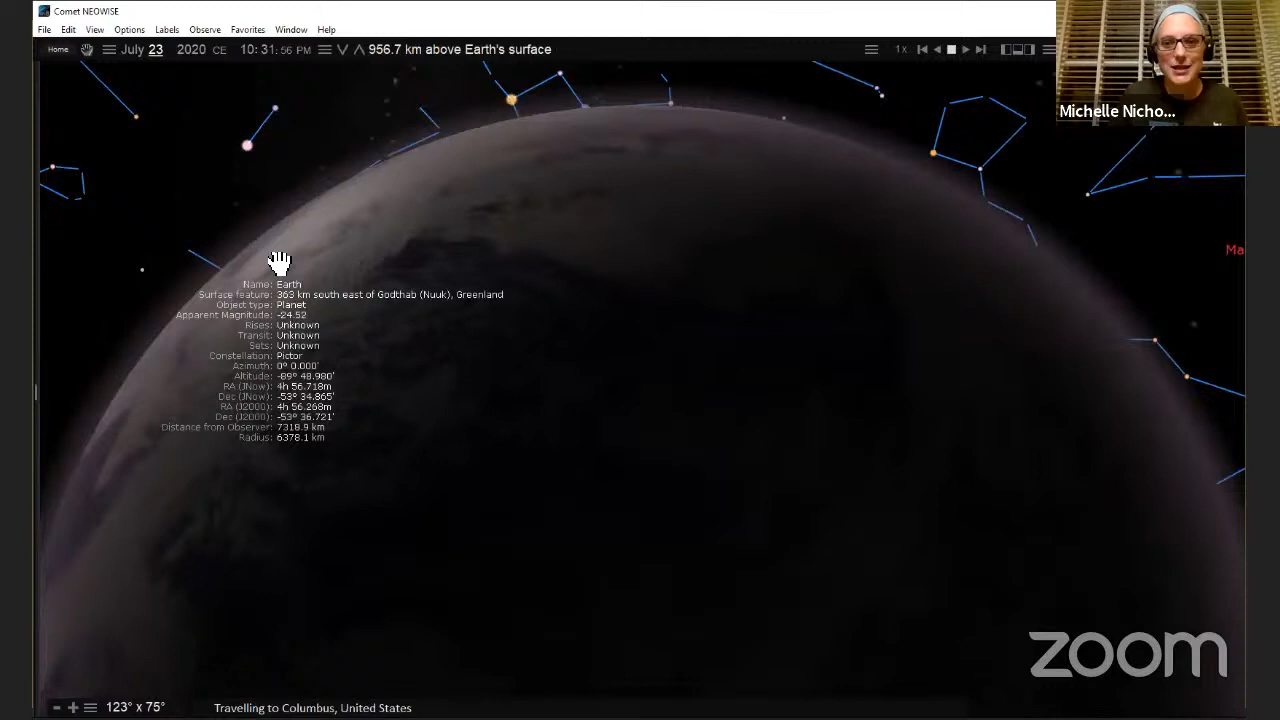 Comet NEOWISE
File Edit View Options Labels Observe Favorites Window Help
Home July 23 2020 CE 10:31:56 PM 956.7 km above Earth's surface 1x
Michelle Nicho...
Ma
Name: Earth
Surface feature: 363 km south east of Godthab (Nuuk), Greenland
Object type: Planet
Apparent Magnitude: -24.52
Rises: Unknown
Transit: Unknown
Sets: Unknown
Constellation: Pictor
Azimuth: 0° 0.000'
Altitude: -89° 48.980'
RA (JNow): 4h 56.718m
Dec (JNow): -53° 34.865'
RA (J2000): 4h 56.268m
Dec (J2000): -53° 36.721'
Distance from Observer: 7318.9 km
Radius: 6378.1 km
zoom
123° x 75° Travelling to Columbus, United States